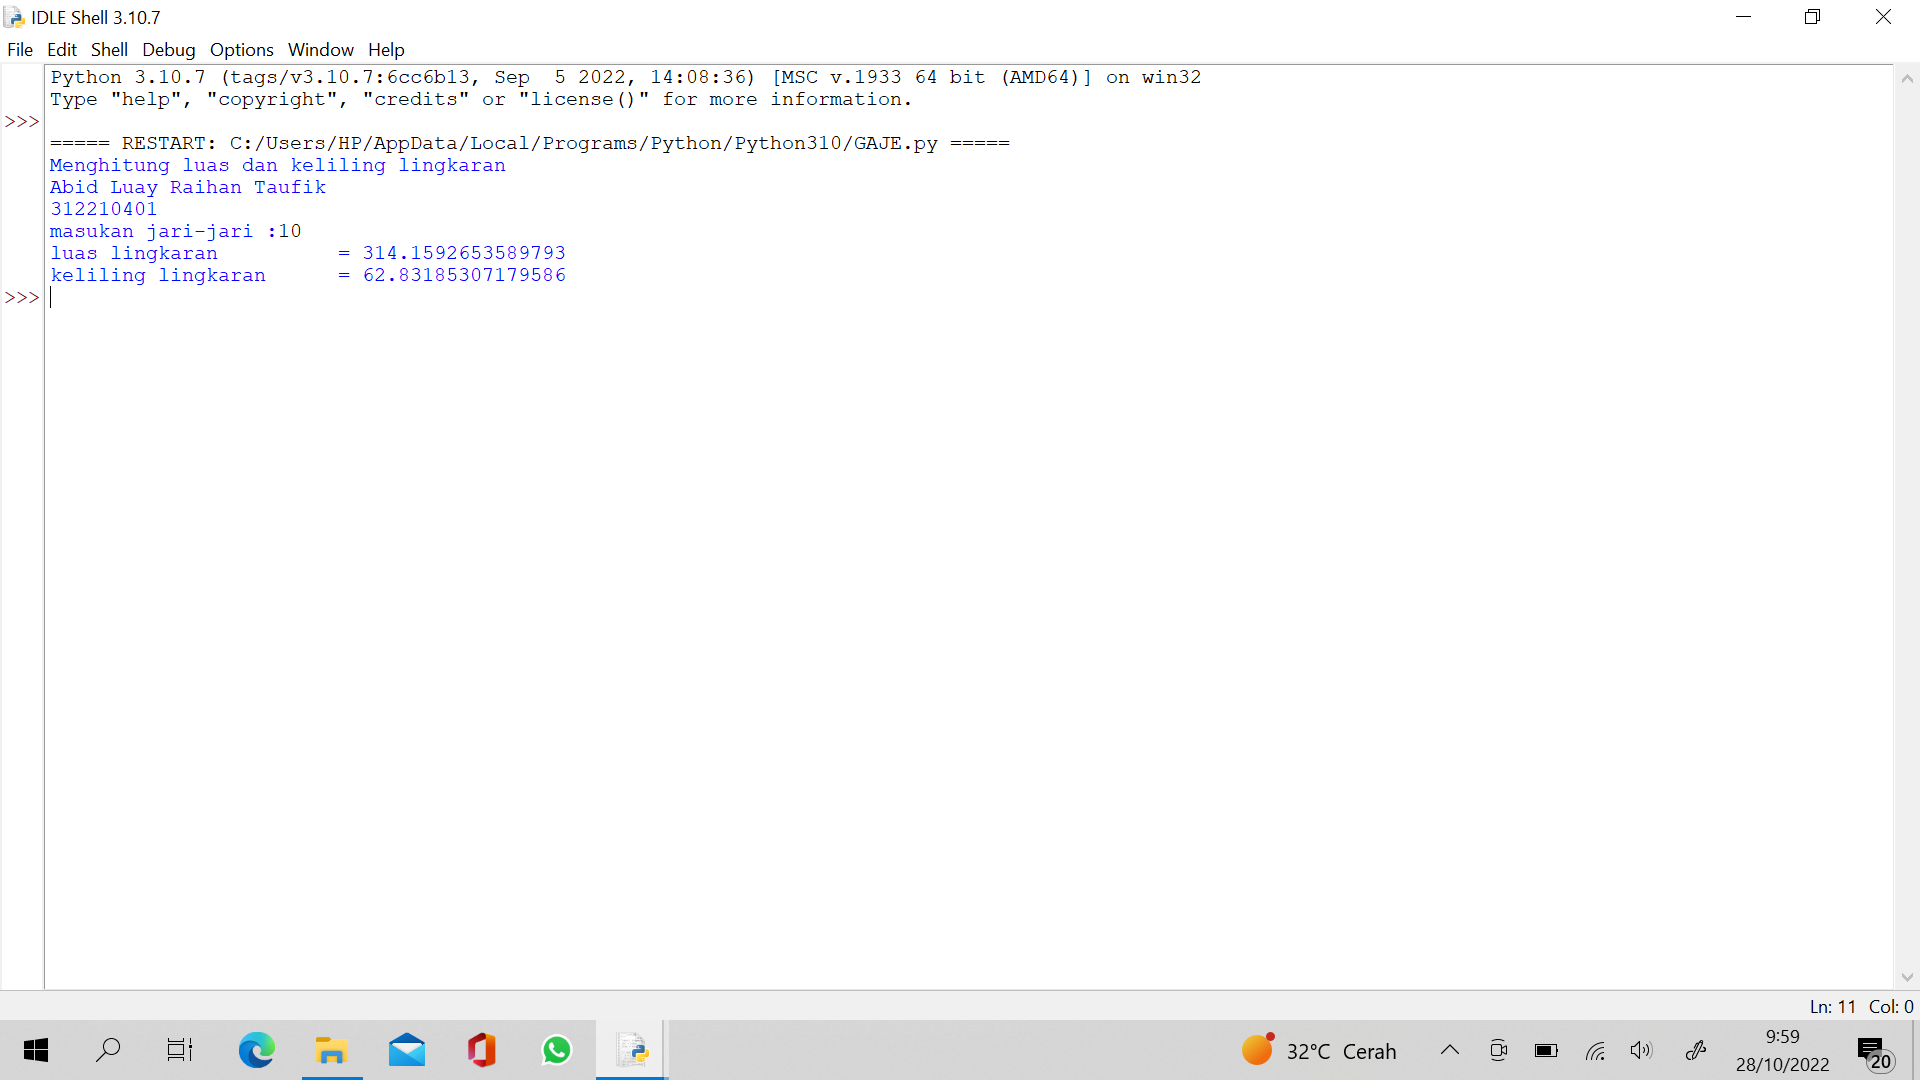 IDLE Shell 3.10.7
File Edit Shell Debug Options Window Help
Python 3.10.7 (tags/v3.10.7:6cc6b13, Sep  5 2022, 14:08:36) [MSC v.1933 64 bit (AMD64)] on win32
Type "help", "copyright", "credits" or "license()" for more information.
>>>
===== RESTART: C:/Users/HP/AppData/Local/Programs/Python/Python310/GAJE.py =====
Menghitung luas dan keliling lingkaran
Abid Luay Raihan Taufik
312210401
masukan jari-jari :10
luas lingkaran          = 314.1592653589793
keliling lingkaran      = 62.83185307179586
>>>
Ln: 11 Col: 0
32°C Cerah
9:59
28/10/2022
20